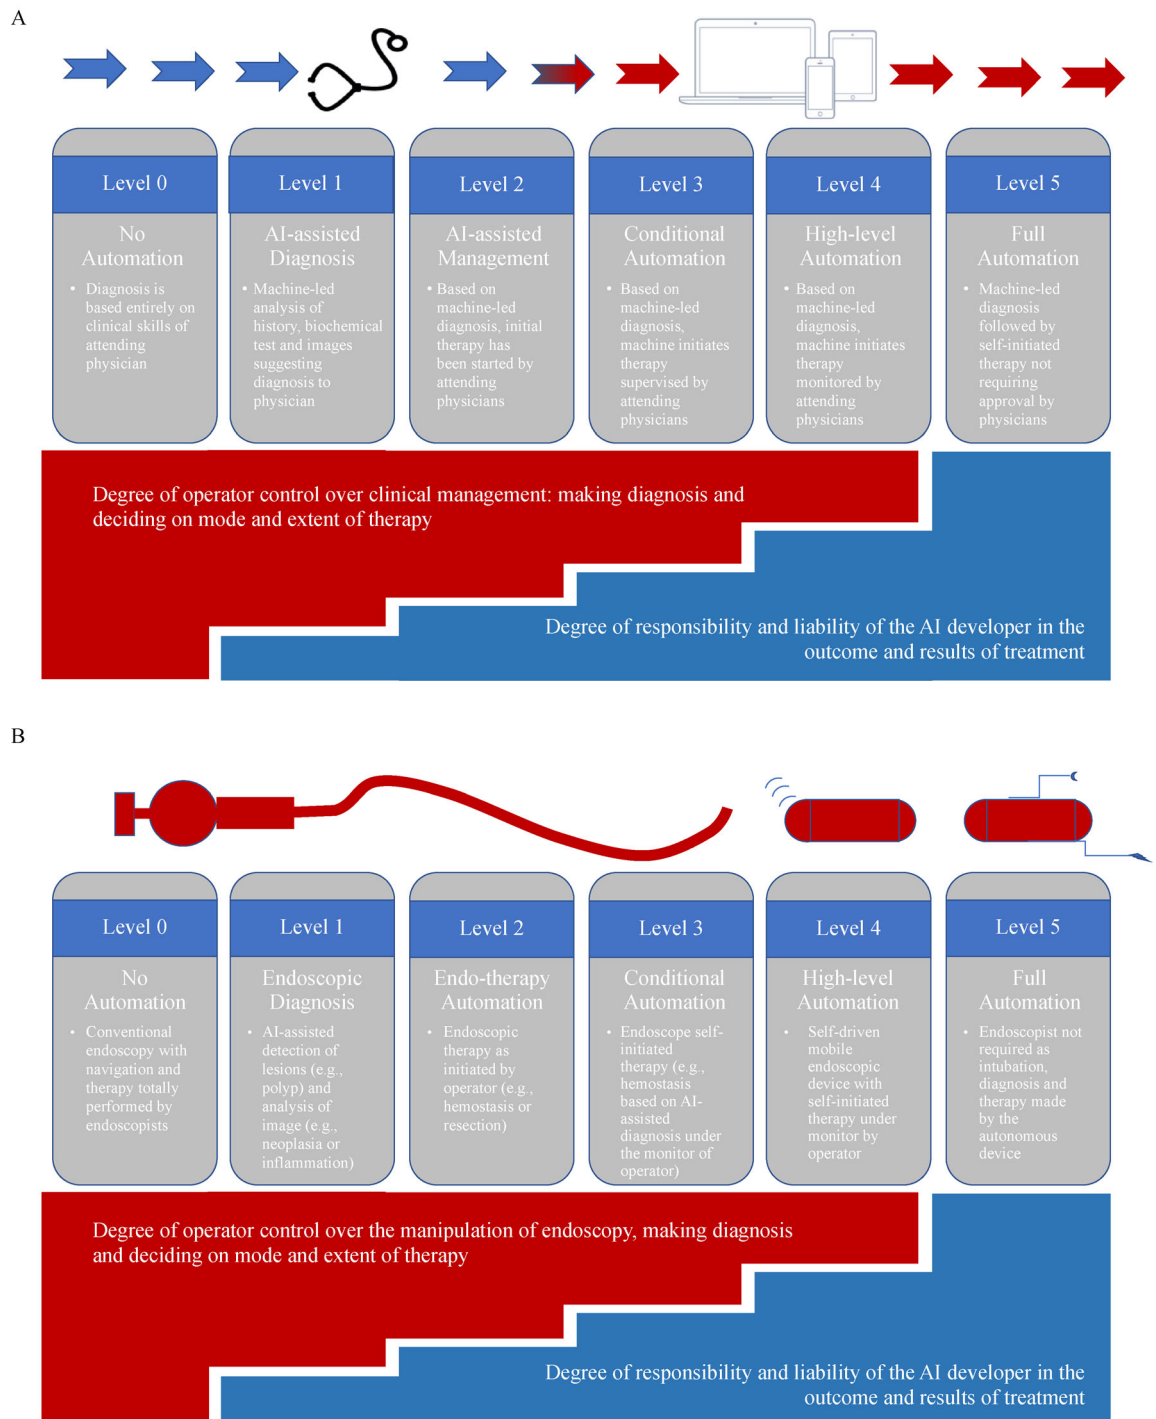 A
Level 0
No
Automation
• Diagnosis is
based entirely on
clinical skills of
attending
physician
Level 1
AI-assisted
Diagnosis
• Machine-led
analysis of
history, biochemical
test and images
suggesting
diagnosis to
physician
Level 2
AI-assisted
Management
• Based on
machine-led
diagnosis, initial
therapy has
been started by
attending
physicians
Level 3
Conditional
Automation
• Based on
machine-led
diagnosis,
machine initiates
therapy
supervised by
attending
physicians
Level 4
High-level
Automation
• Based on
machine-led
diagnosis,
machine initiates
therapy
monitored by
attending
physicians
Level 5
Full
Automation
• Machine-led
diagnosis
followed by
self-initiated
therapy not
requiring
approval by
physicians
Degree of operator control over clinical management: making diagnosis and
deciding on mode and extent of therapy
Degree of responsibility and liability of the AI developer in the
outcome and results of treatment
B
Level 0
No
Automation
• Conventional
endoscopy with
navigation and
therapy totally
performed by
endoscopists
Level 1
Endoscopic
Diagnosis
• AI-assisted
detection of
lesions (e.g.,
polyp) and
analysis of
image (e.g.,
neoplasia or
inflammation)
Level 2
Endo-therapy
Automation
• Endoscopic
therapy as
initiated by
operator (e.g.,
hemostasis or
resection)
Level 3
Conditional
Automation
• Endoscope self-
initiated
therapy (e.g.,
hemostasis
based on AI-
assisted
diagnosis under
the monitor of
operator)
Level 4
High-level
Automation
• Self-driven
mobile
endoscopic
device with
self-initiated
therapy under
monitor by
operator
Level 5
Full
Automation
• Endoscopist not
required as
intubation,
diagnosis and
therapy made
by the
autonomous
device
Degree of operator control over the manipulation of endoscopy, making diagnosis
and deciding on mode and extent of therapy
Degree of responsibility and liability of the AI developer in the
outcome and results of treatment